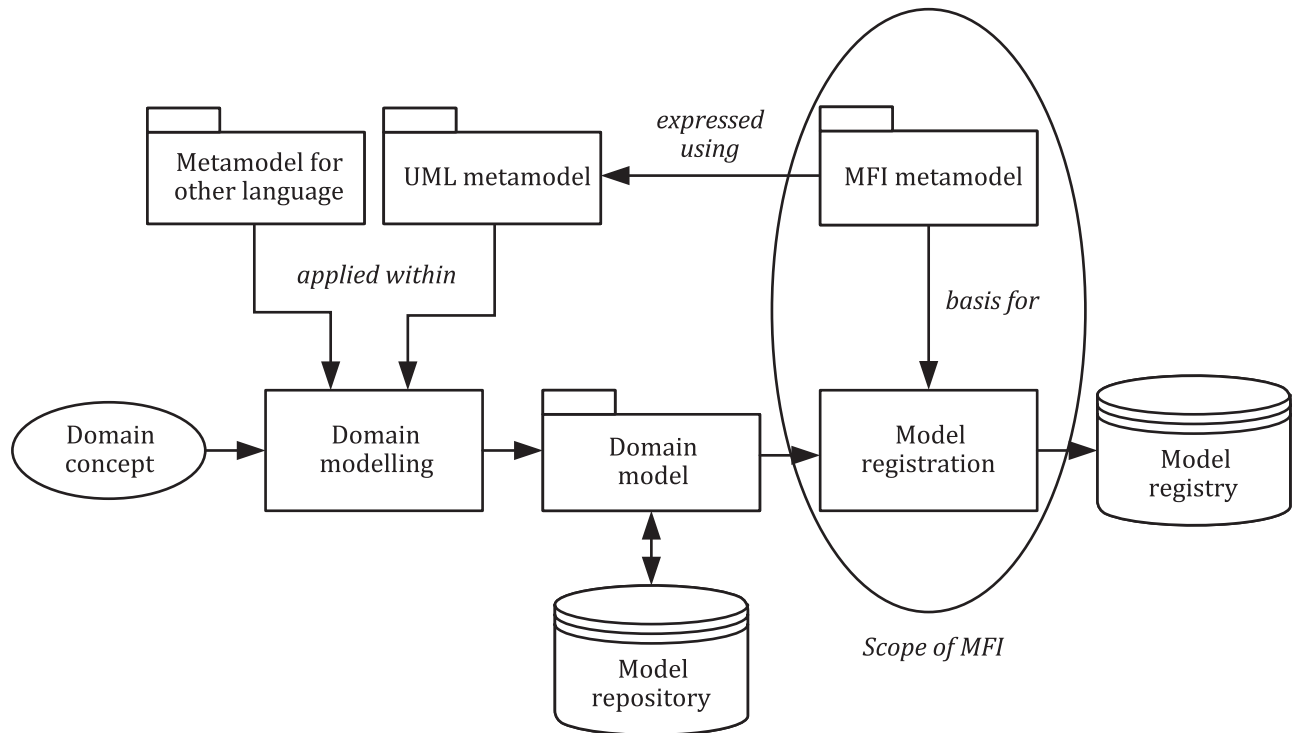 expressed
using
Metamodel for
other language
UML metamodel
MFI metamodel
applied within
basis for
Domain
concept
Domain
modelling
Domain
model
Model
registration
Model
registry
Scope of MFI
Model
repository